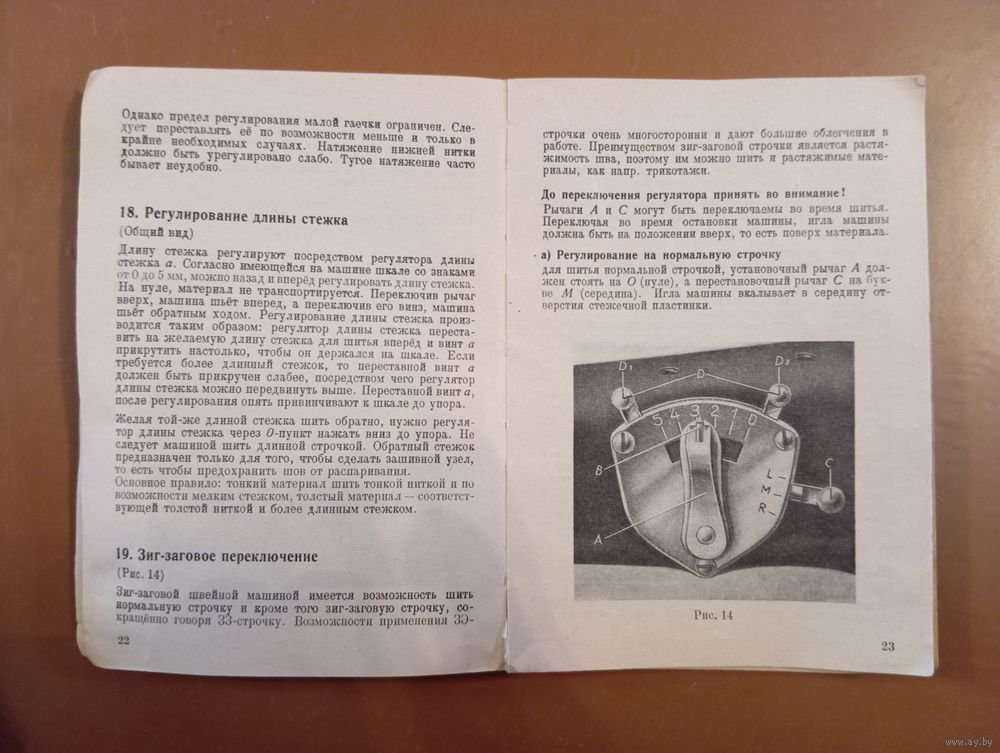 Однако предел регулирования малой гаечки ограничен. Сле-
дует переставлять её по возможности меньше и только в
крайне необходимых случаях. Натяжение нижней нитки
должно быть урегулировано слабо. Тугое натяжение часто
бывает неудобно.
18. Регулирование длины стежка
(Общий вид)
Длину стежка регулируют посредством регулятора длины
стежка а. Согласно имеющейся на машине шкале со знаками
от 0 до 5 мм, можно назад и вперёд регулировать длину стежка.
На нуле, материал не транспортируется. Переключив рычаг
вверх, машина шьёт вперед, а переключив его винз, машина
шьёт обратным ходом. Регулирование длины стежка произ-
водится таким образом: регулятор длины стежка переста-
вить на желаемую длину стежка для шитья вперёд и винт а
прикрутить настолько, чтобы он держался на шкале. Если
требуется более длинный стежок, то переставной винт а
должен быть прикручен слабее, посредством чего регулятор
длины стежка можно передвинуть выше. Переставной винт а,
после регулирования опять привинчивают к шкале до упора.
Желая той-же длиной стежка шить обратно, нужно регуля-
тор длины стежка через О-пункт нажать вниз до упора. Не
следует машиной шить длинной строчкой. Обратный стежок
предназначен только для того, чтобы сделать зашивной узел,
то есть чтобы предохранить шов от распаривания.
Основное правило: тонкий материал шить тонкой ниткой и по
возможности мелким стежком, толстый материал — соответст-
вующей толстой ниткой и более длинным стежком.
19. Зиг-заговое переключение
(Рис. 14)
Зиг-заговой швейной машиной имеется возможность шить
нормальную строчку и кроме того зиг-заговую строчку, со-
кращённо говоря ЗЗ-строчку. Возможности применения ЗЗ-
22
строчки очень многосторонни и дают большие облегчения в
работе. Преимуществом зиг-заговой строчки является растя-
жимость шва, поэтому им можно шить и растяжимые мате-
риалы, как напр. трикотажи.
До переключения регулятора принять во внимание!
Рычаги А и С могут быть переключаемы во время шитья.
Переключая во время остановки машины, игла машины
должна быть на положении вверх, то есть поверх материала.
а) Регулирование на нормальную строчку
для шитья нормальной строчкой, установочный рычаг А дол-
жен стоять на О (нуле), а перестановочный рычаг С на бук-
ве М (середина). Игла машины вкалывает в середину от-
верстия стежечной пластинки.
D1 D D2
5 4 3 2 1 0
B
L
M
R
C
A
Рис. 14
23
www.ay.by